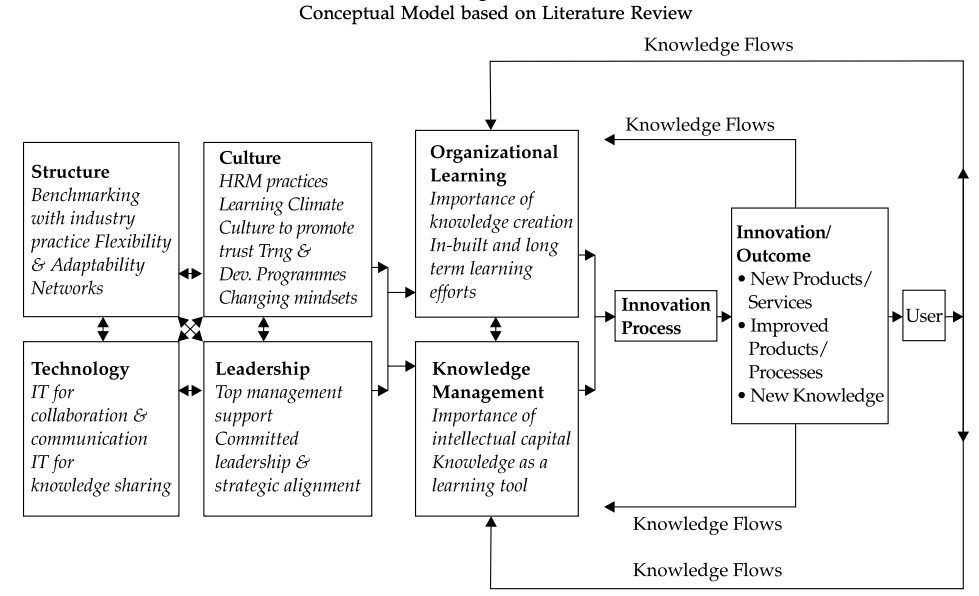 Conceptual Model based on Literature Review
Knowledge Flows
Knowledge Flows
Structure
Benchmarking
with industry
practice Flexibility
& Adaptability
Networks
Culture
HRM practices
Learning Climate
Culture to promote
trust Trng &
Dev. Programmes
Changing mindsets
Organizational
Learning
Importance of
knowledge creation
In-built and long
term learning
efforts
Technology
IT for
collaboration &
communication
IT for
knowledge sharing
Leadership
Top management
support
Committed
leadership &
strategic alignment
Knowledge
Management
Importance of
intellectual capital
Knowledge as a
learning tool
Innovation
Process
Innovation/
Outcome
• New Products/
Services
• Improved
Products/
Processes
• New Knowledge
User
Knowledge Flows
Knowledge Flows